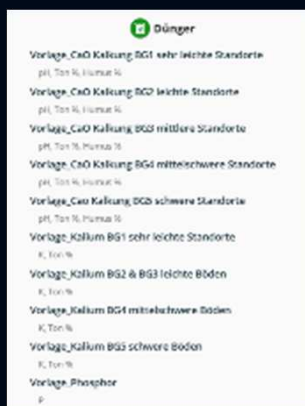 Dünger
Vorlage_CaO Kalkung BG1 sehr leichte Standorte
pH, Ton %, Humus %
Vorlage_CaO Kalkung BG2 leichte Standorte
pH, Ton %, Humus %
Vorlage_CaO Kalkung BG3 mittlere Standorte
pH, Ton %, Humus %
Vorlage_CaO Kalkung BG4 mittelschwere Standorte
pH, Ton %, Humus %
Vorlage_Cao Kalkung BG5 schwere Standorte
pH, Ton %, Humus %
Vorlage_Kalium BG1 sehr leichte Standorte
K, Ton %
Vorlage_Kalium BG2 & BG3 leichte Böden
K, Ton %
Vorlage_Kalium BG4 mittelschwere Böden
K, Ton %
Vorlage_Kalium BG5 schwere Böden
K, Ton %
Vorlage_Phosphor
P